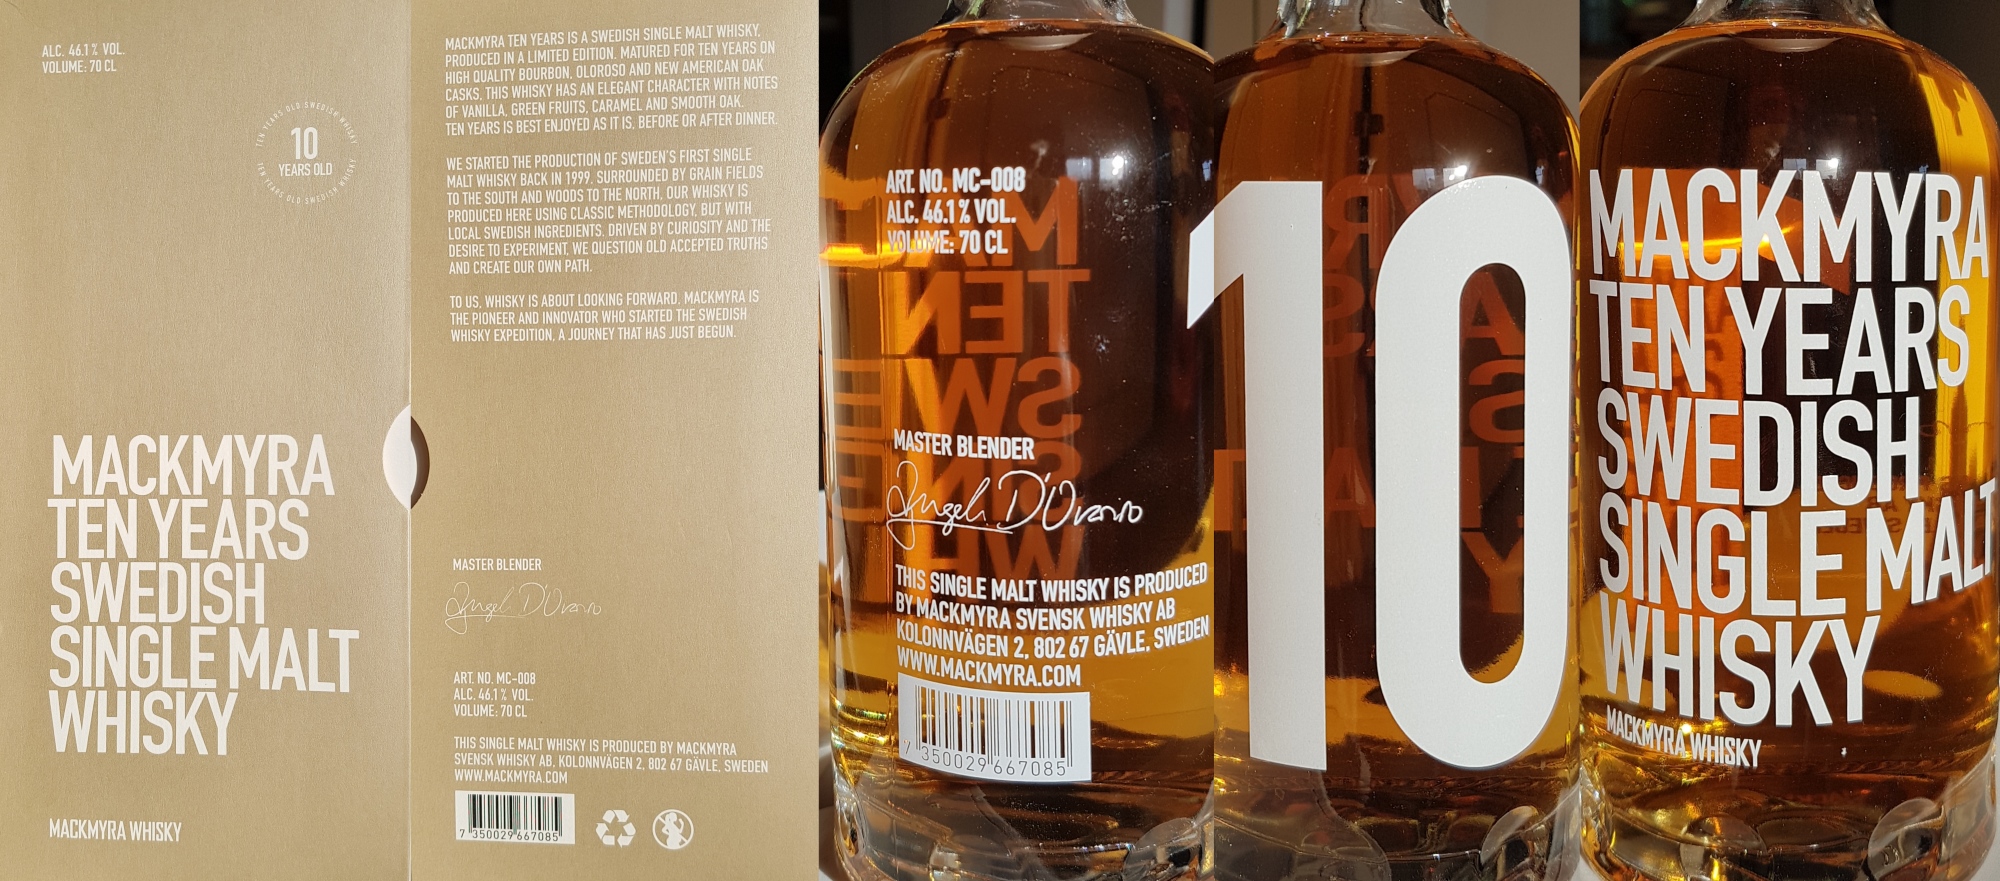 ALC. 46.1 % VOL.
VOLUME: 70 CL
TEN YEARS OLD SWEDISH WHISKY
10
YEARS OLD
TEN YEARS OLD SWEDISH WHISKY
MACKMYRA
TEN YEARS
SWEDISH
SINGLE MALT
WHISKY
MACKMYRA WHISKY
MACKMYRA TEN YEARS IS A SWEDISH SINGLE MALT WHISKY,
PRODUCED IN A LIMITED EDITION. MATURED FOR TEN YEARS ON
HIGH QUALITY BOURBON, OLOROSO AND NEW AMERICAN OAK
CASKS, THIS WHISKY HAS AN ELEGANT CHARACTER WITH NOTES
OF VANILLA, GREEN FRUITS, CARAMEL AND SMOOTH OAK.
TEN YEARS IS BEST ENJOYED AS IT IS, BEFORE OR AFTER DINNER.
WE STARTED THE PRODUCTION OF SWEDEN'S FIRST SINGLE
MALT WHISKY BACK IN 1999. SURROUNDED BY GRAIN FIELDS
TO THE SOUTH AND WOODS TO THE NORTH, OUR WHISKY IS
PRODUCED HERE USING CLASSIC METHODOLOGY, BUT WITH
LOCAL SWEDISH INGREDIENTS. DRIVEN BY CURIOSITY AND THE
DESIRE TO EXPERIMENT, WE QUESTION OLD ACCEPTED TRUTHS
AND CREATE OUR OWN PATH.
TO US, WHISKY IS ABOUT LOOKING FORWARD. MACKMYRA IS
THE PIONEER AND INNOVATOR WHO STARTED THE SWEDISH
WHISKY EXPEDITION. A JOURNEY THAT HAS JUST BEGUN.
MASTER BLENDER
Angela D'Orazio
ART. NO. MC-008
ALC. 46.1 % VOL.
VOLUME: 70 CL
THIS SINGLE MALT WHISKY IS PRODUCED BY MACKMYRA
SVENSK WHISKY AB, KOLONNVÄGEN 2, 802 67 GÄVLE, SWEDEN
WWW.MACKMYRA.COM
7 350029 667085
ART. NO. MC-008
ALC. 46.1 % VOL.
VOLUME: 70 CL
MASTER BLENDER
Angela D'Orazio
THIS SINGLE MALT WHISKY IS PRODUCED
BY MACKMYRA SVENSK WHISKY AB
KOLONNVÄGEN 2, 802 67 GÄVLE, SWEDEN
WWW.MACKMYRA.COM
7 350029 667085
10
MACKMYRA
TEN YEARS
SWEDISH
SINGLE MALT
WHISKY
MACKMYRA WHISKY